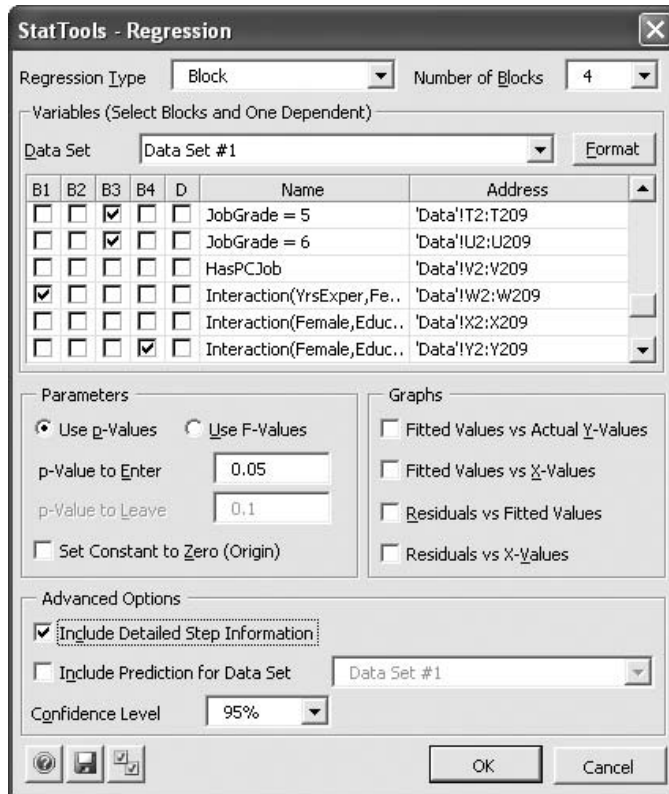 StatTools - Regression
Regression Type Block Number of Blocks 4
Variables (Select Blocks and One Dependent)
Data Set Data Set #1 Format
B1 B2 B3 B4 D Name Address
JobGrade = 5 'Data'!T2:T209
JobGrade = 6 'Data'!U2:U209
HasPCJob 'Data'!V2:V209
Interaction(YrsExper,Fe.. 'Data'!W2:W209
Interaction(Female,Educ.. 'Data'!X2:X209
Interaction(Female,Educ.. 'Data'!Y2:Y209
Parameters
Use p-Values Use F-Values
p-Value to Enter 0.05
p-Value to Leave 0.1
Set Constant to Zero (Origin)
Graphs
Fitted Values vs Actual Y-Values
Fitted Values vs X-Values
Residuals vs Fitted Values
Residuals vs X-Values
Advanced Options
Include Detailed Step Information
Include Prediction for Data Set Data Set #1
Confidence Level 95%
OK Cancel